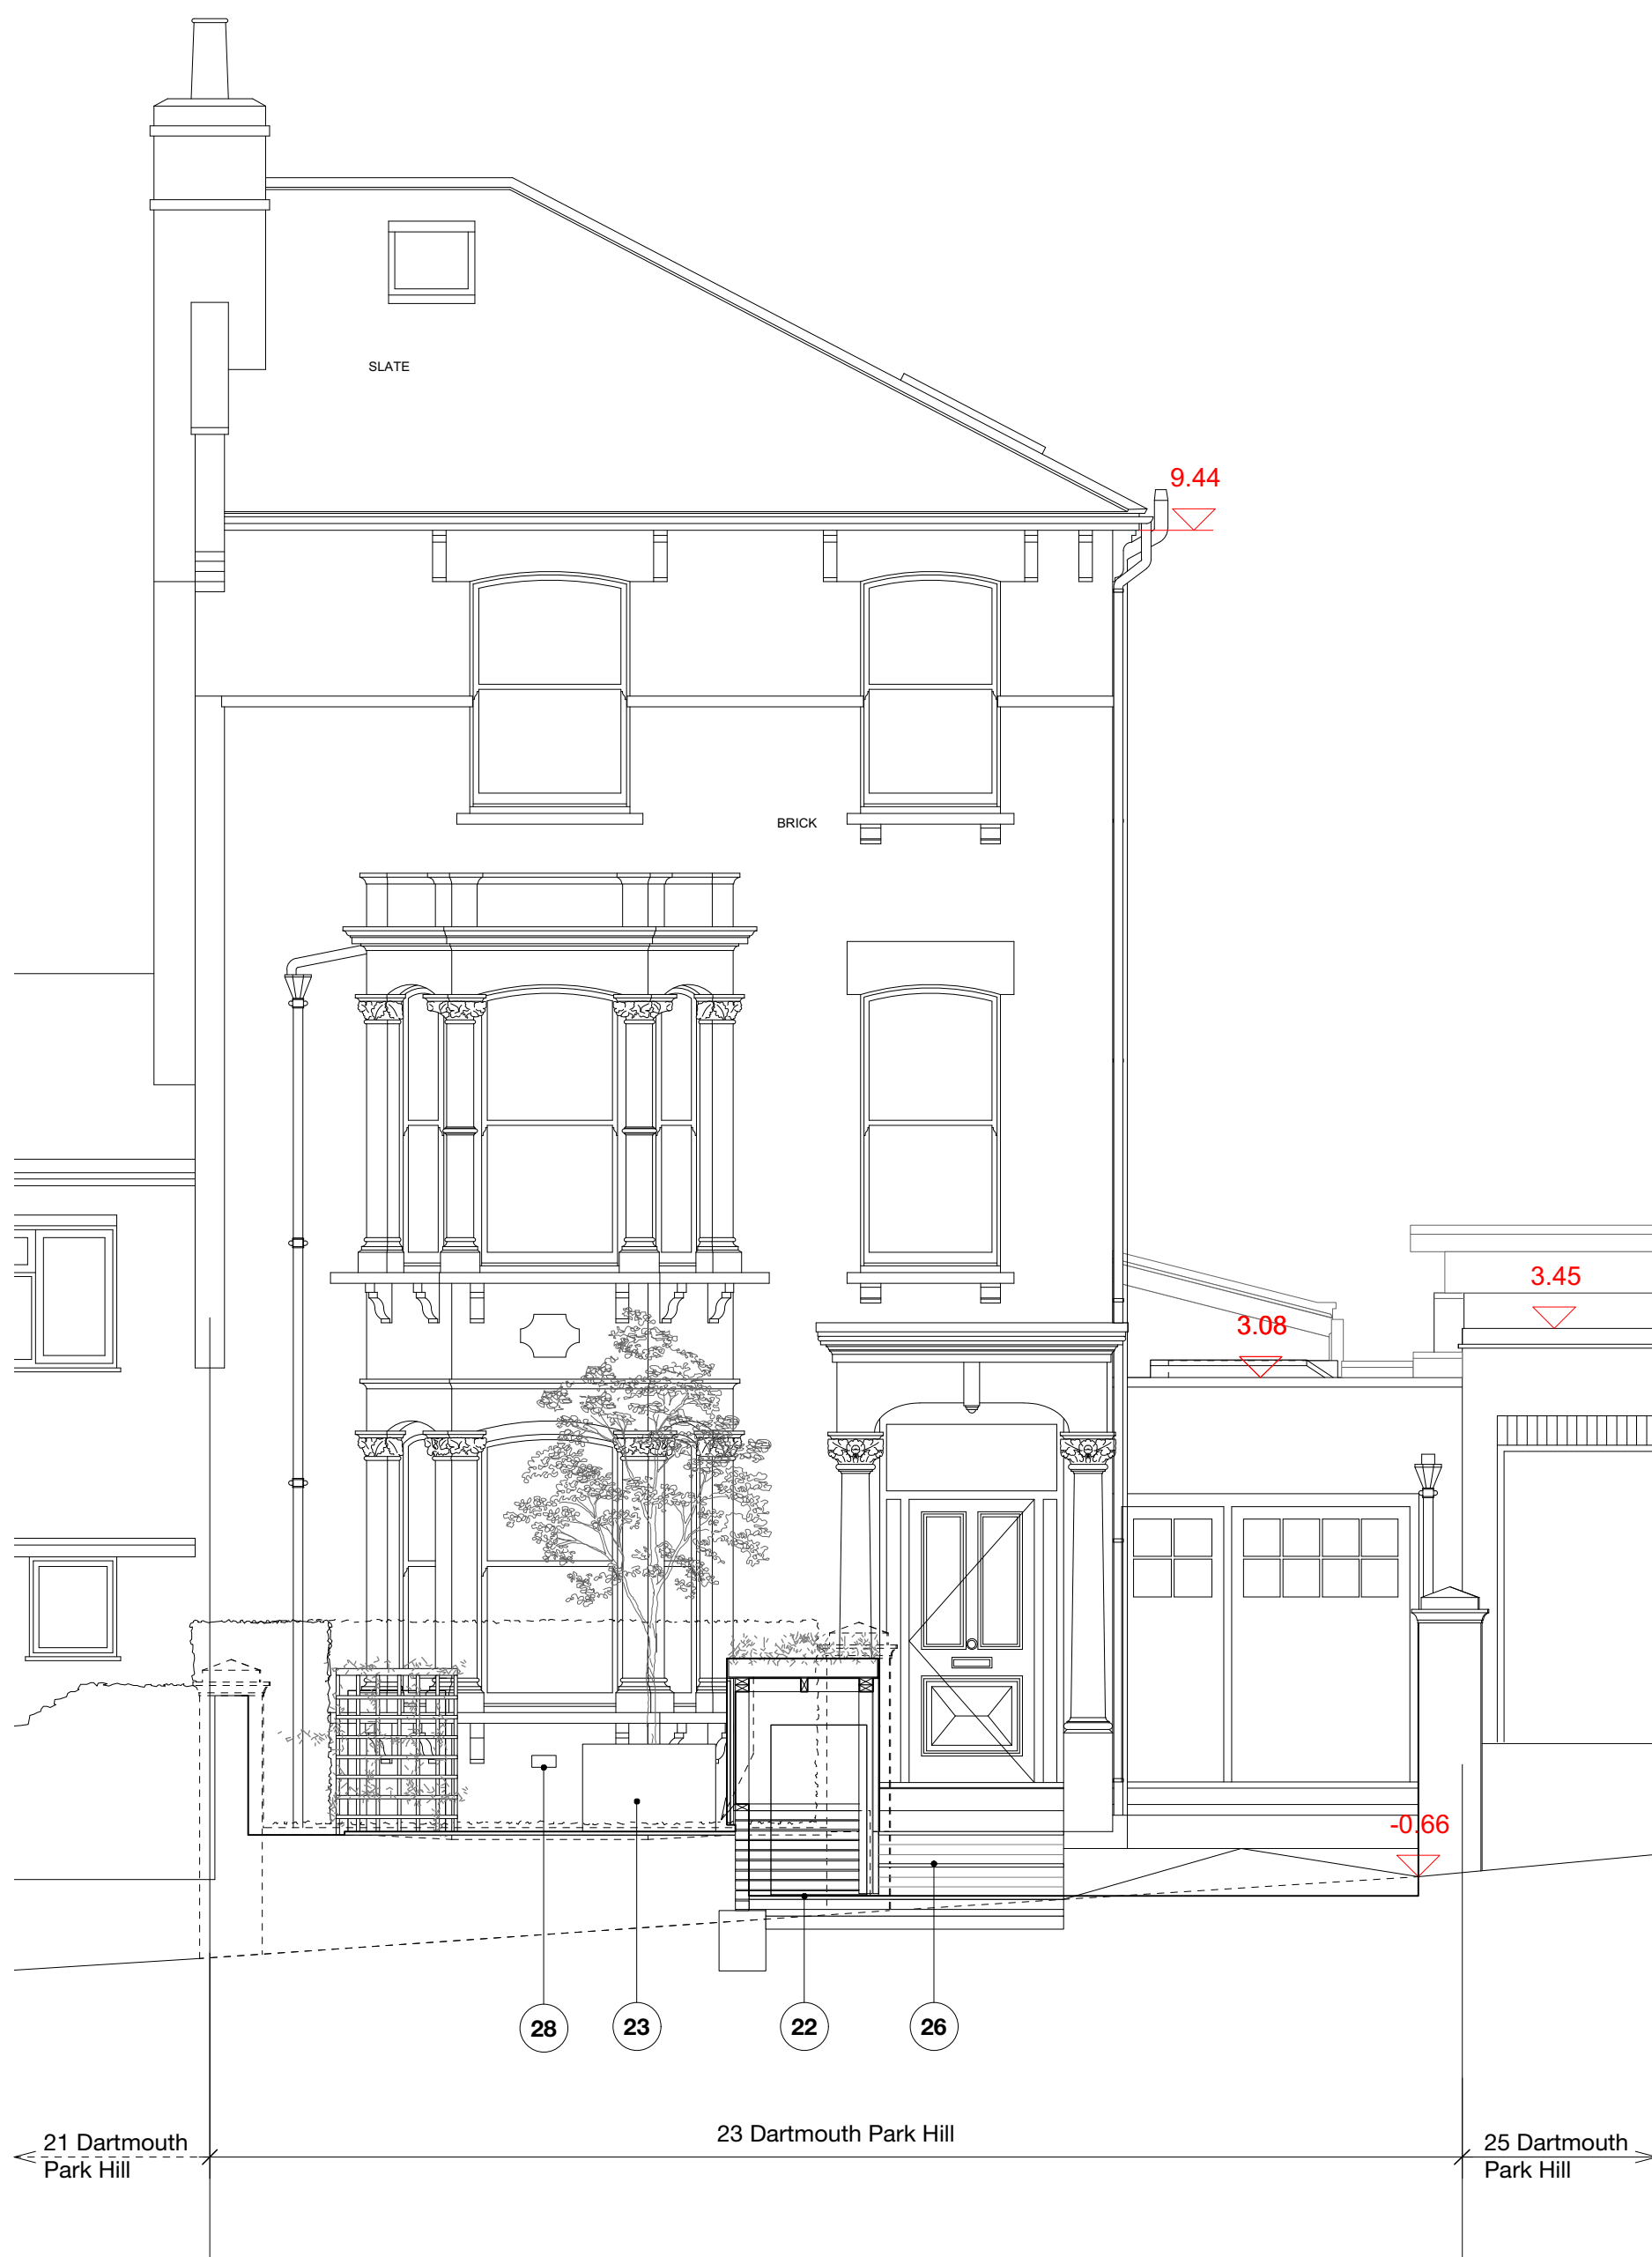 SLATE
9.44
BRICK
3.45
3.08
-0.66
28
23
22
26
21 Dartmouth
Park Hill
23 Dartmouth Park Hill
25 Dartmouth
Park Hill